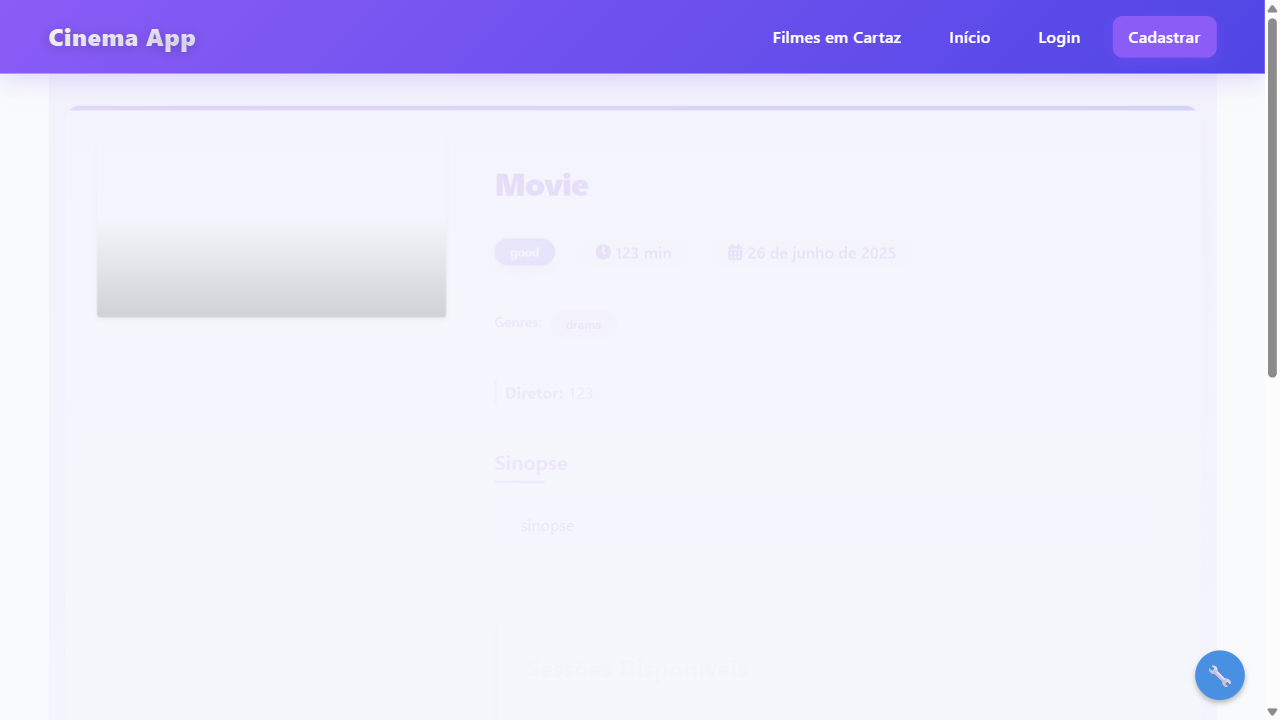 Cinema App
Filmes em Cartaz Início Login Cadastrar
Movie
good 123 min 26 de junho de 2025
Genres: drama
Diretor: 123
Sinopse
sinopse
Sessões Disponíveis